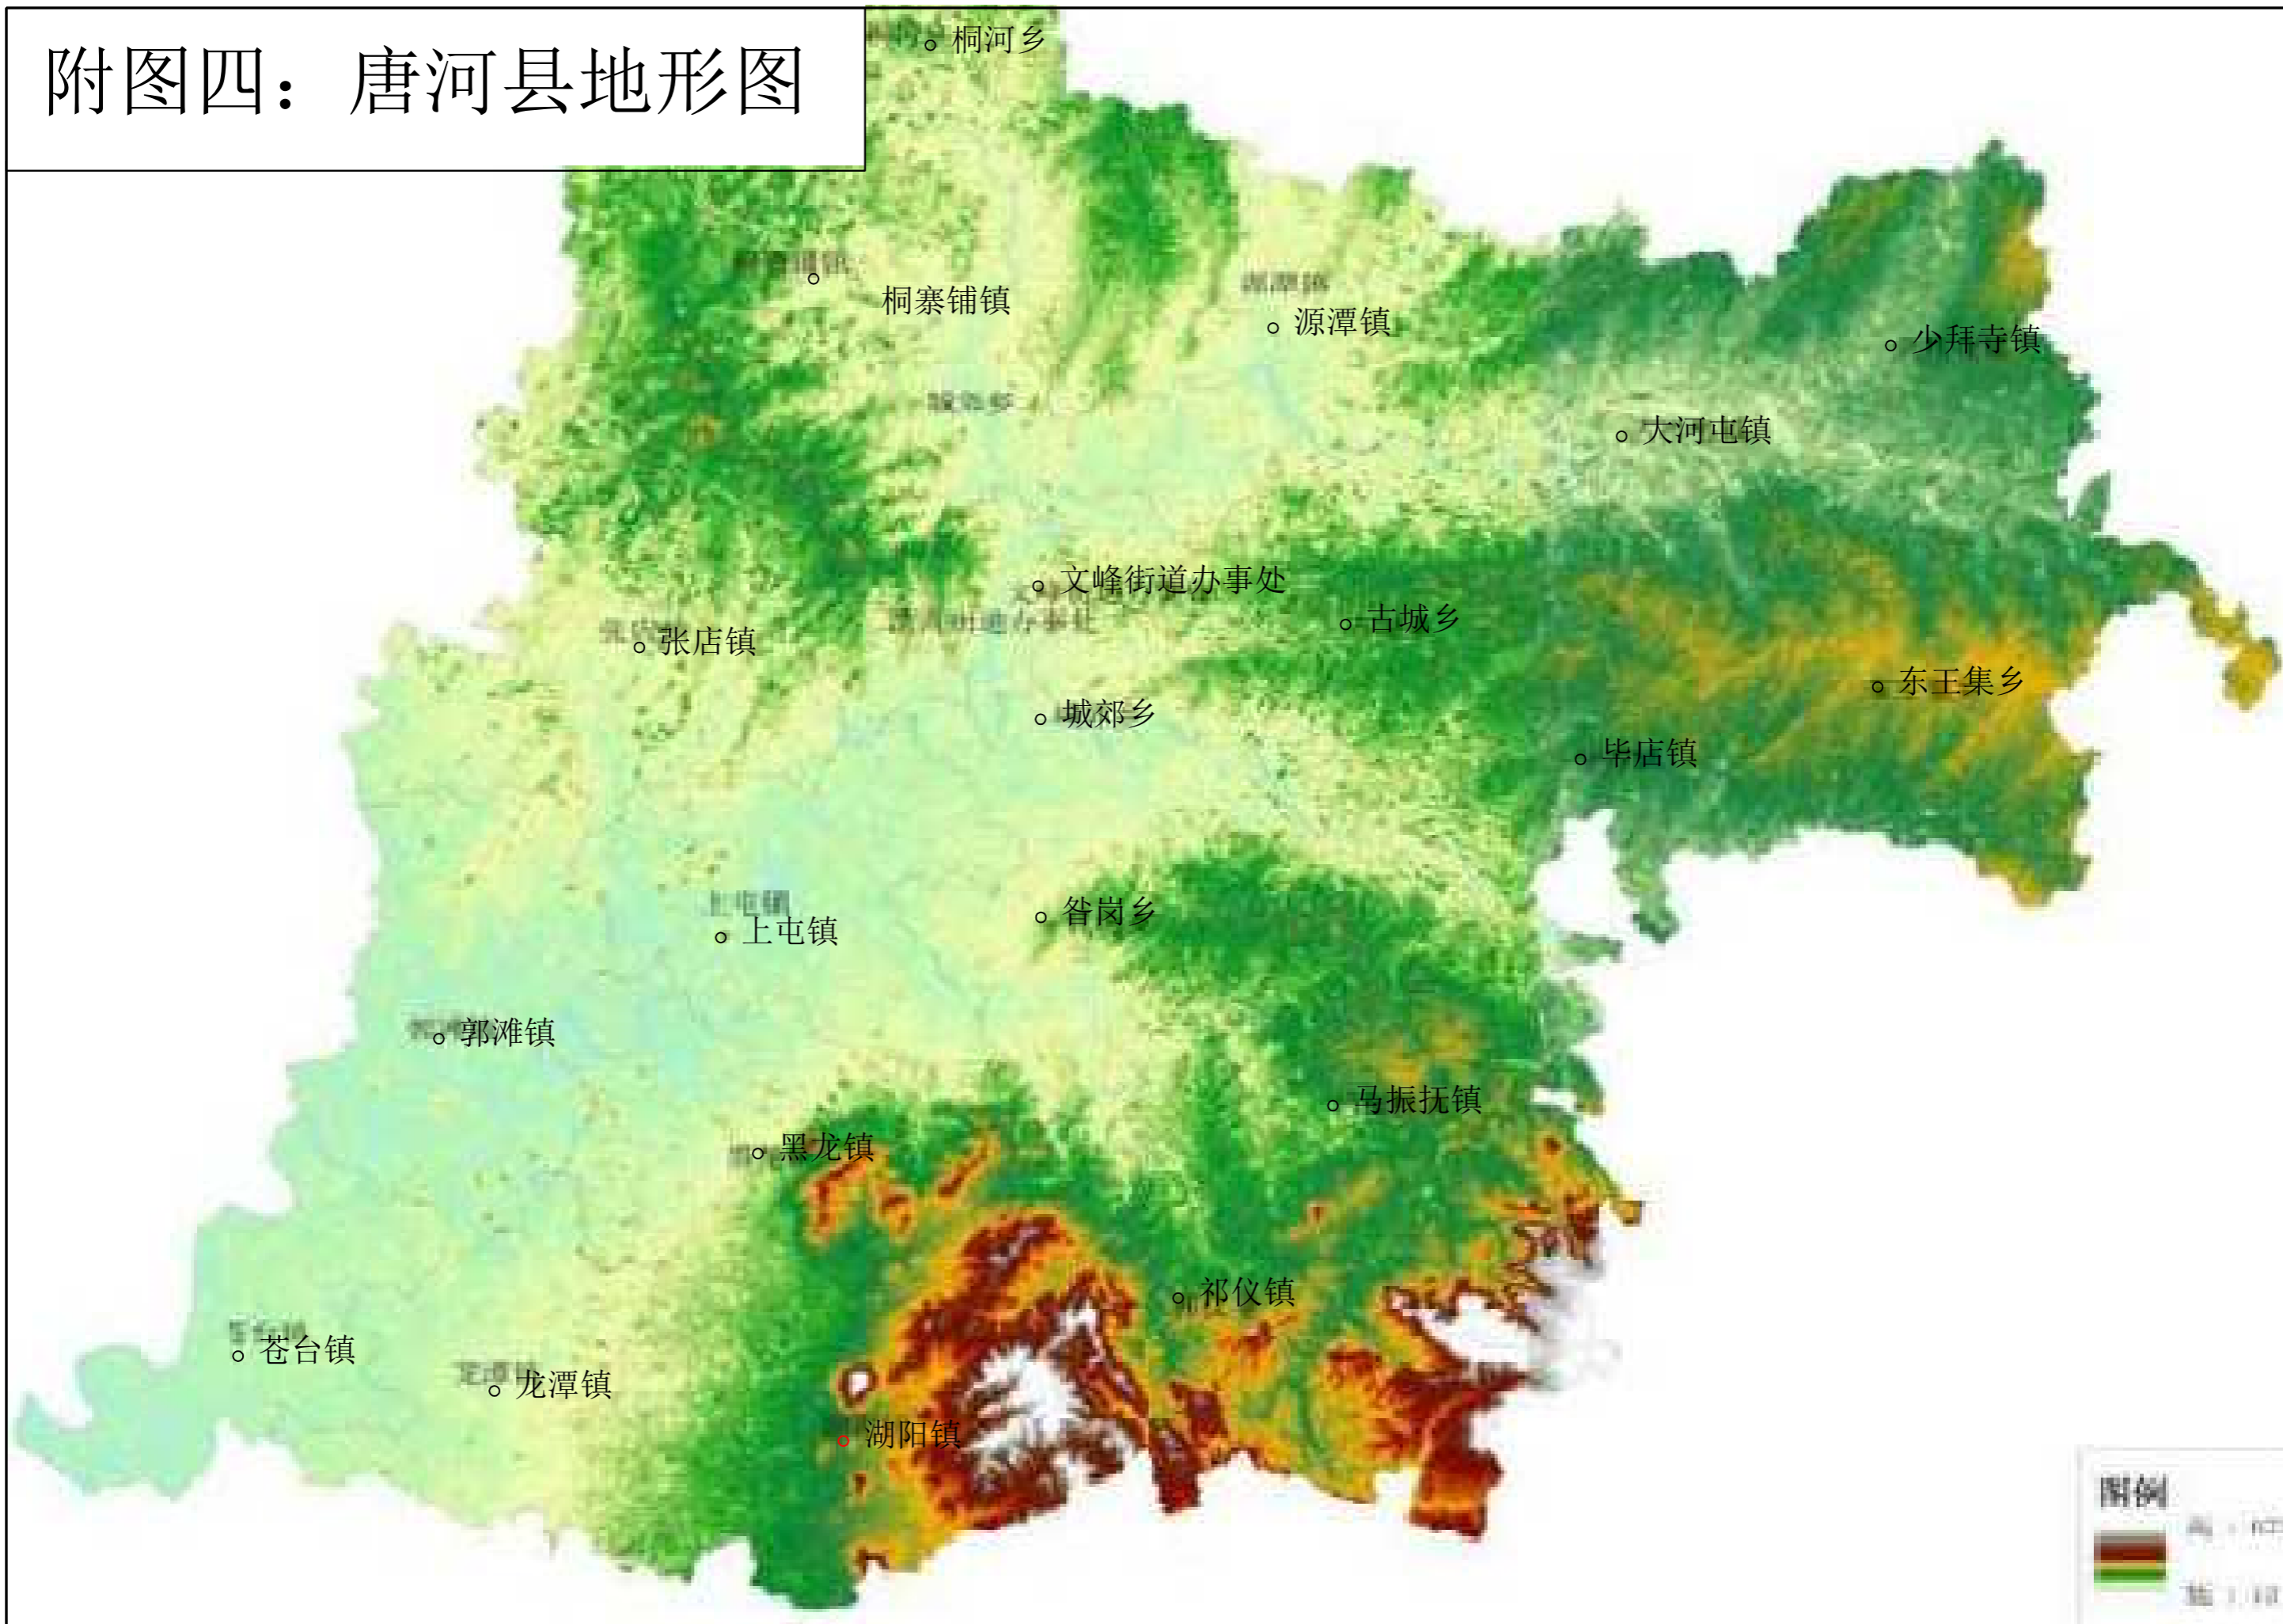 附图四：唐河县地形图
桐河乡
桐寨铺镇
源潭镇
少拜寺镇
大河屯镇
文峰街道办事处
古城乡
张店镇
东王集乡
城郊乡
毕店镇
昝岗乡
上屯镇
上屯镇
郭滩镇
马振抚镇
黑龙镇
祁仪镇
苍台镇
龙潭镇
湖阳镇
图例